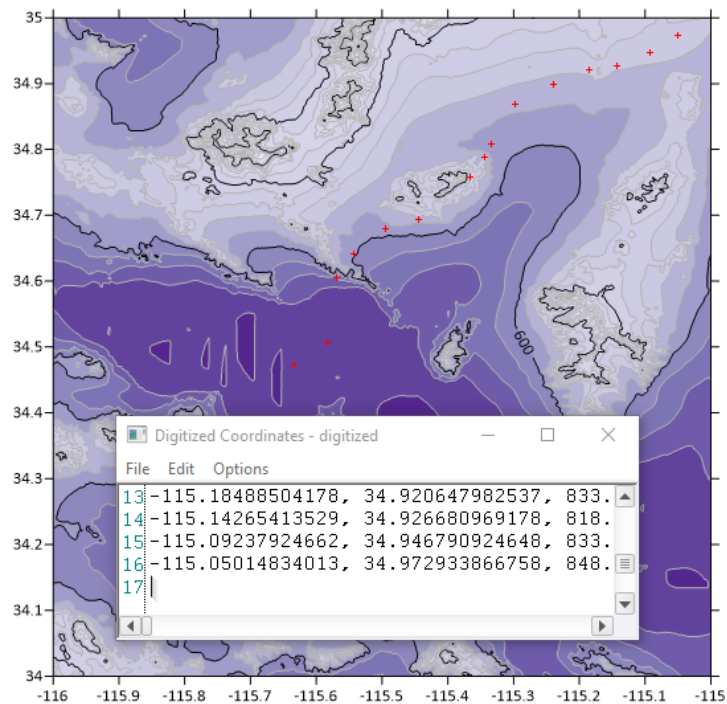 35
34.9
34.8
34.7
34.6
34.5
34.4
34.3
34.2
34.1
34
600
Digitized Coordinates - digitized
File Edit Options
13 -115.18488504178, 34.920647982537, 833.
14 -115.14265413529, 34.926680969178, 818.
15 -115.09237924662, 34.946790924648, 833.
16 -115.05014834013, 34.972933866758, 848.
17
-116 -115.9 -115.8 -115.7 -115.6 -115.5 -115.4 -115.3 -115.2 -115.1 -115